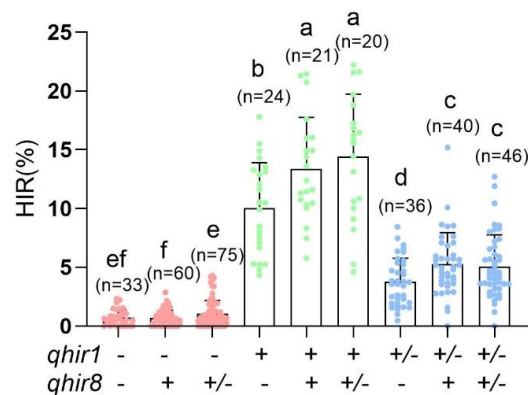 HIR(%)
25
20
15
10
5
0
ef
(n=33)
f
(n=60)
e
(n=75)
b
(n=24)
a
(n=21)
a
(n=20)
d
(n=36)
c
(n=40)
c
(n=46)
qhir1 - - - + + + +/- +/- +/-
qhir8 - + +/- - + +/- - + +/-